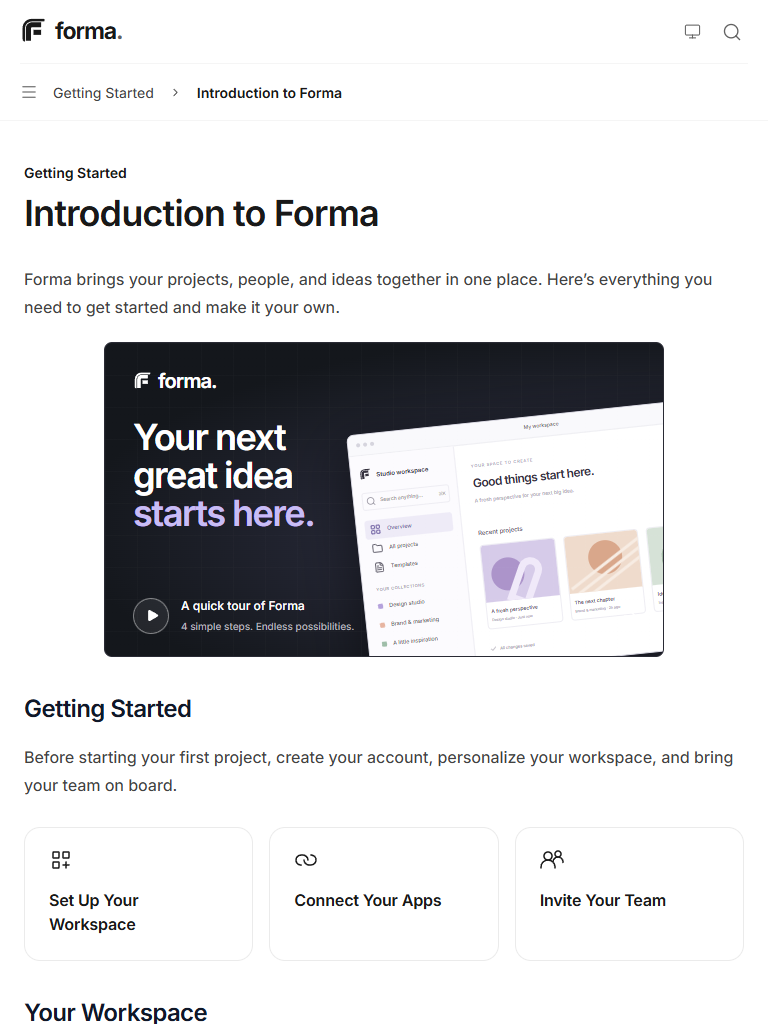 forma.
Getting Started
Introduction to Forma
Getting Started
Introduction to Forma
Forma brings your projects, people, and ideas together in one place. Here’s everything you
need to get started and make it your own.
forma.
Your next
great idea
starts here.
A quick tour of Forma
4 simple steps. Endless possibilities.
My workspace
Studio workspace
Search anything...
Overview
All projects
Templates
YOUR COLLECTIONS
Design studio
Brand & marketing
A little inspiration
YOUR SPACE TO CREATE
Good things start here.
A fresh perspective for your next big idea.
Recent projects
A fresh perspective
The next chapter
All changes saved
Getting Started
Before starting your first project, create your account, personalize your workspace, and bring
your team on board.
Set Up Your
Workspace
Connect Your Apps
Invite Your Team
Your Workspace